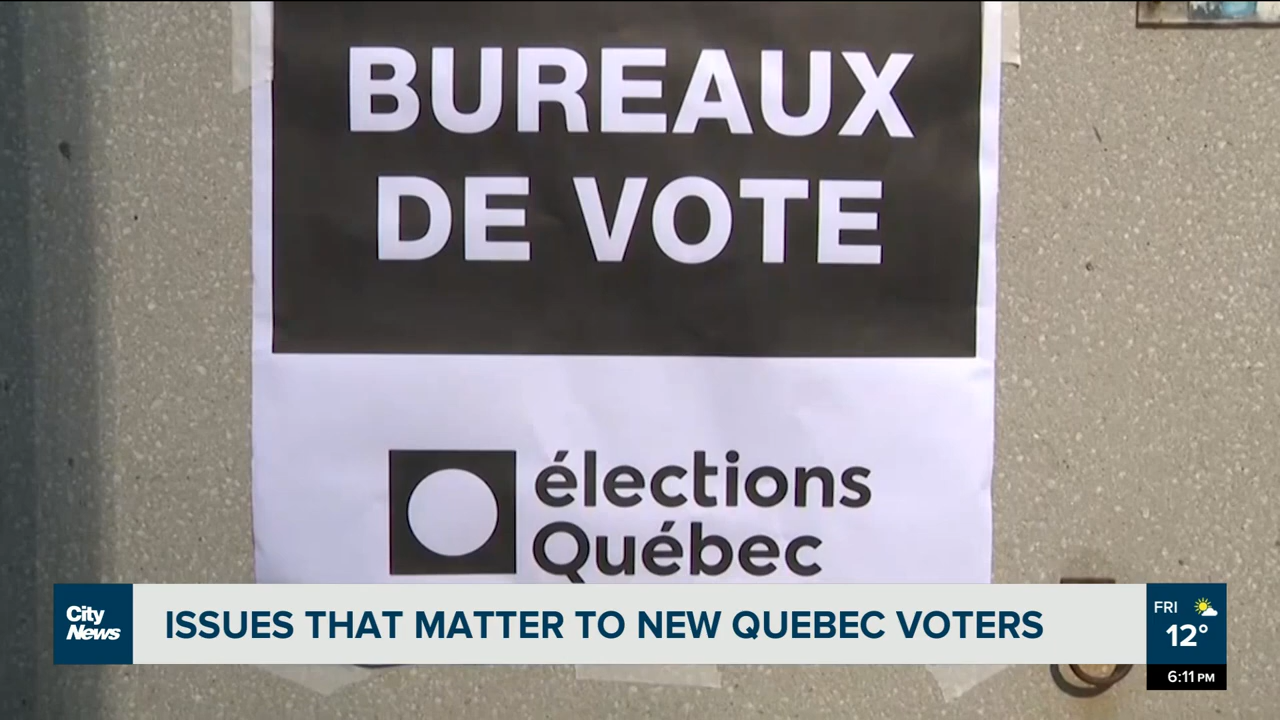 BUREAUX
DE VOTE
élections
Québec
City
News
ISSUES THAT MATTER TO NEW QUEBEC VOTERS
FRI
12°
6:11 PM